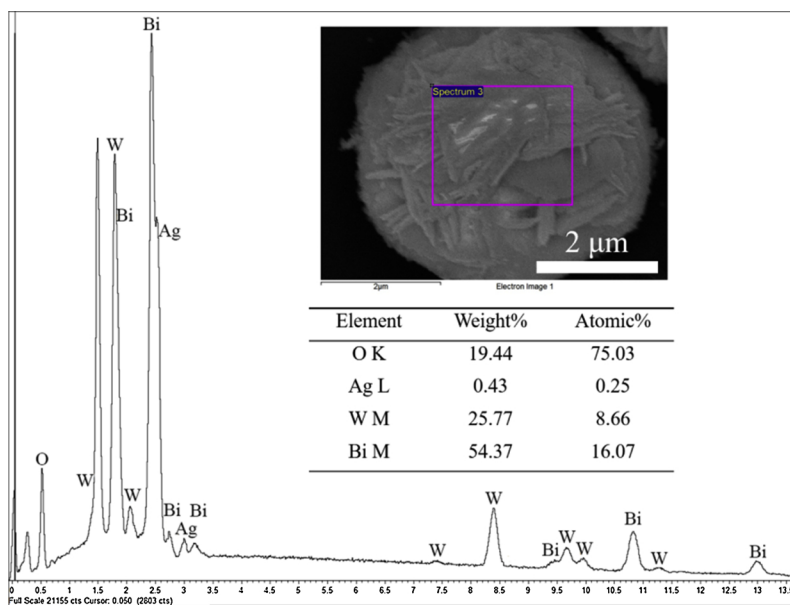 Bi
W
Bi
Ag
Spectrum 3
2 μm
2μm
Electron Image 1
Element Weight% Atomic%
O K 19.44 75.03
Ag L 0.43 0.25
W M 25.77 8.66
Bi M 54.37 16.07
O
W
W
Bi
Ag
Bi
W
W
Bi
W
W
Bi
W
Bi
0 0.5 1 1.5 2 2.5 3 3.5 4 4.5 5 5.5 6 6.5 7 7.5 8 8.5 9 9.5 10 10.5 11 11.5 12 12.5 13 13.5
Full Scale 21155 cts Cursor: 0.050 (2603 cts)